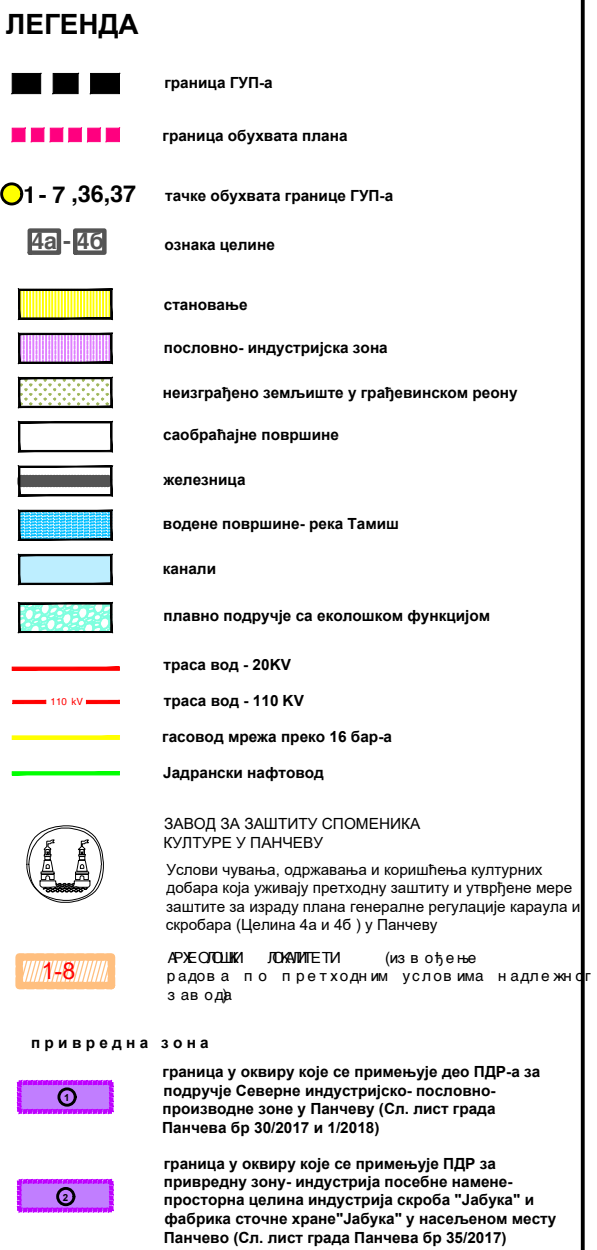 ЛЕГЕНДА
граница ГУП-а
граница обухвата плана
1 - 7 ,36,37 тачке обухвата границе ГУП-а
4а - 4б ознака целине
становање
пословно- индустријска зона
неизграђено земљиште у грађевинском реону
саобраћајне површине
железница
водене површине- река Тамиш
канали
плавно подручје са еколошком функцијом
траса вод - 20KV
110 kV траса вод - 110 KV
гасовод мрежа преко 16 бар-а
Јадрански нафтовод
ЗАВОД ЗА ЗАШТИТУ СПОМЕНИКА
КУЛТУРЕ У ПАНЧЕВУ
Услови чувања, одржавања и коришћења културних
добара која уживају претходну заштиту и утврђене мере
заштите за израду плана генералне регулације караула и
скробара (Целина 4а и 4б ) у Панчеву
1-8 АРХЕОЛОШКИ ЛОКАЛИТЕТИ (извођење
радова по претходним условима надлежног
завода)
привредна зона
1 граница у оквиру које се примењује део ПДР-а за
подручје Северне индустријско- пословно-
производне зоне у Панчеву (Сл. лист града
Панчева бр 30/2017 и 1/2018)
2 граница у оквиру које се примењује ПДР за
привредну зону- индустрија посебне намене-
просторна целина индустрија скроба "Јабука" и
фабрика сточне хране"Јабука" у насељеном месту
Панчево (Сл. лист града Панчева бр 35/2017)